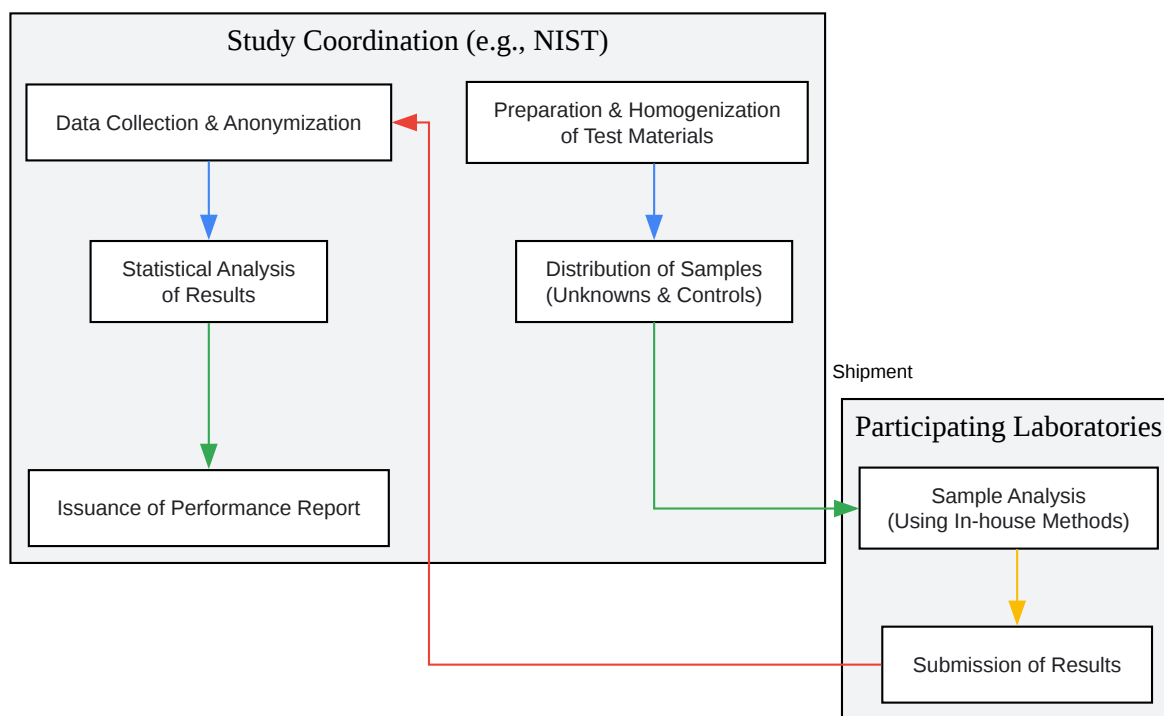 Study Coordination (e.g., NIST)
Data Collection & Anonymization
Preparation & Homogenization
of Test Materials
Statistical Analysis
of Results
Distribution of Samples
(Unknowns & Controls)
Shipment
Issuance of Performance Report
Participating Laboratories
Sample Analysis
(Using In-house Methods)
Submission of Results